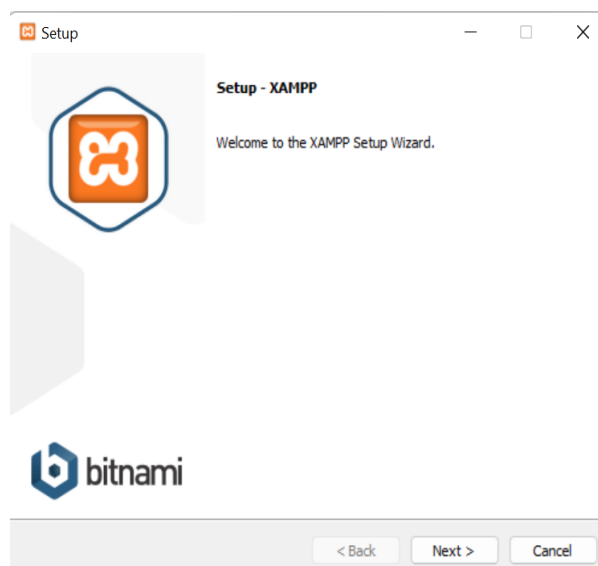 Setup
Setup - XAMPP
Welcome to the XAMPP Setup Wizard.
bitnami
< Back Next > Cancel